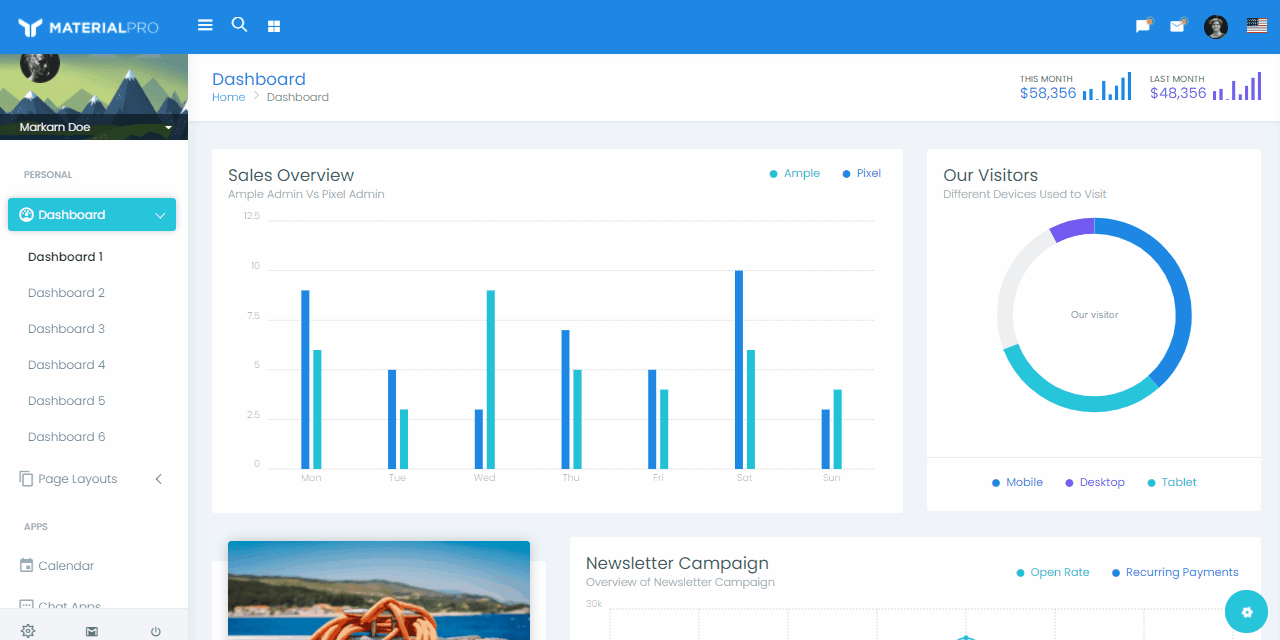 MATERIALPRO
Markarn Doe
PERSONAL
Dashboard
Dashboard 1
Dashboard 2
Dashboard 3
Dashboard 4
Dashboard 5
Dashboard 6
Page Layouts
APPS
Calendar
Chat Apps
Dashboard
Home
Dashboard
THIS MONTH
$58,356
LAST MONTH
$48,356
Sales Overview
Ample Admin Vs Pixel Admin
Ample
Pixel
12.5
10
7.5
5
2.5
0
Mon
Tue
Wed
Thu
Fri
Sat
Sun
Our Visitors
Different Devices Used to Visit
Our visitor
Mobile
Desktop
Tablet
Newsletter Campaign
Overview of Newsletter Campaign
Open Rate
Recurring Payments
30k